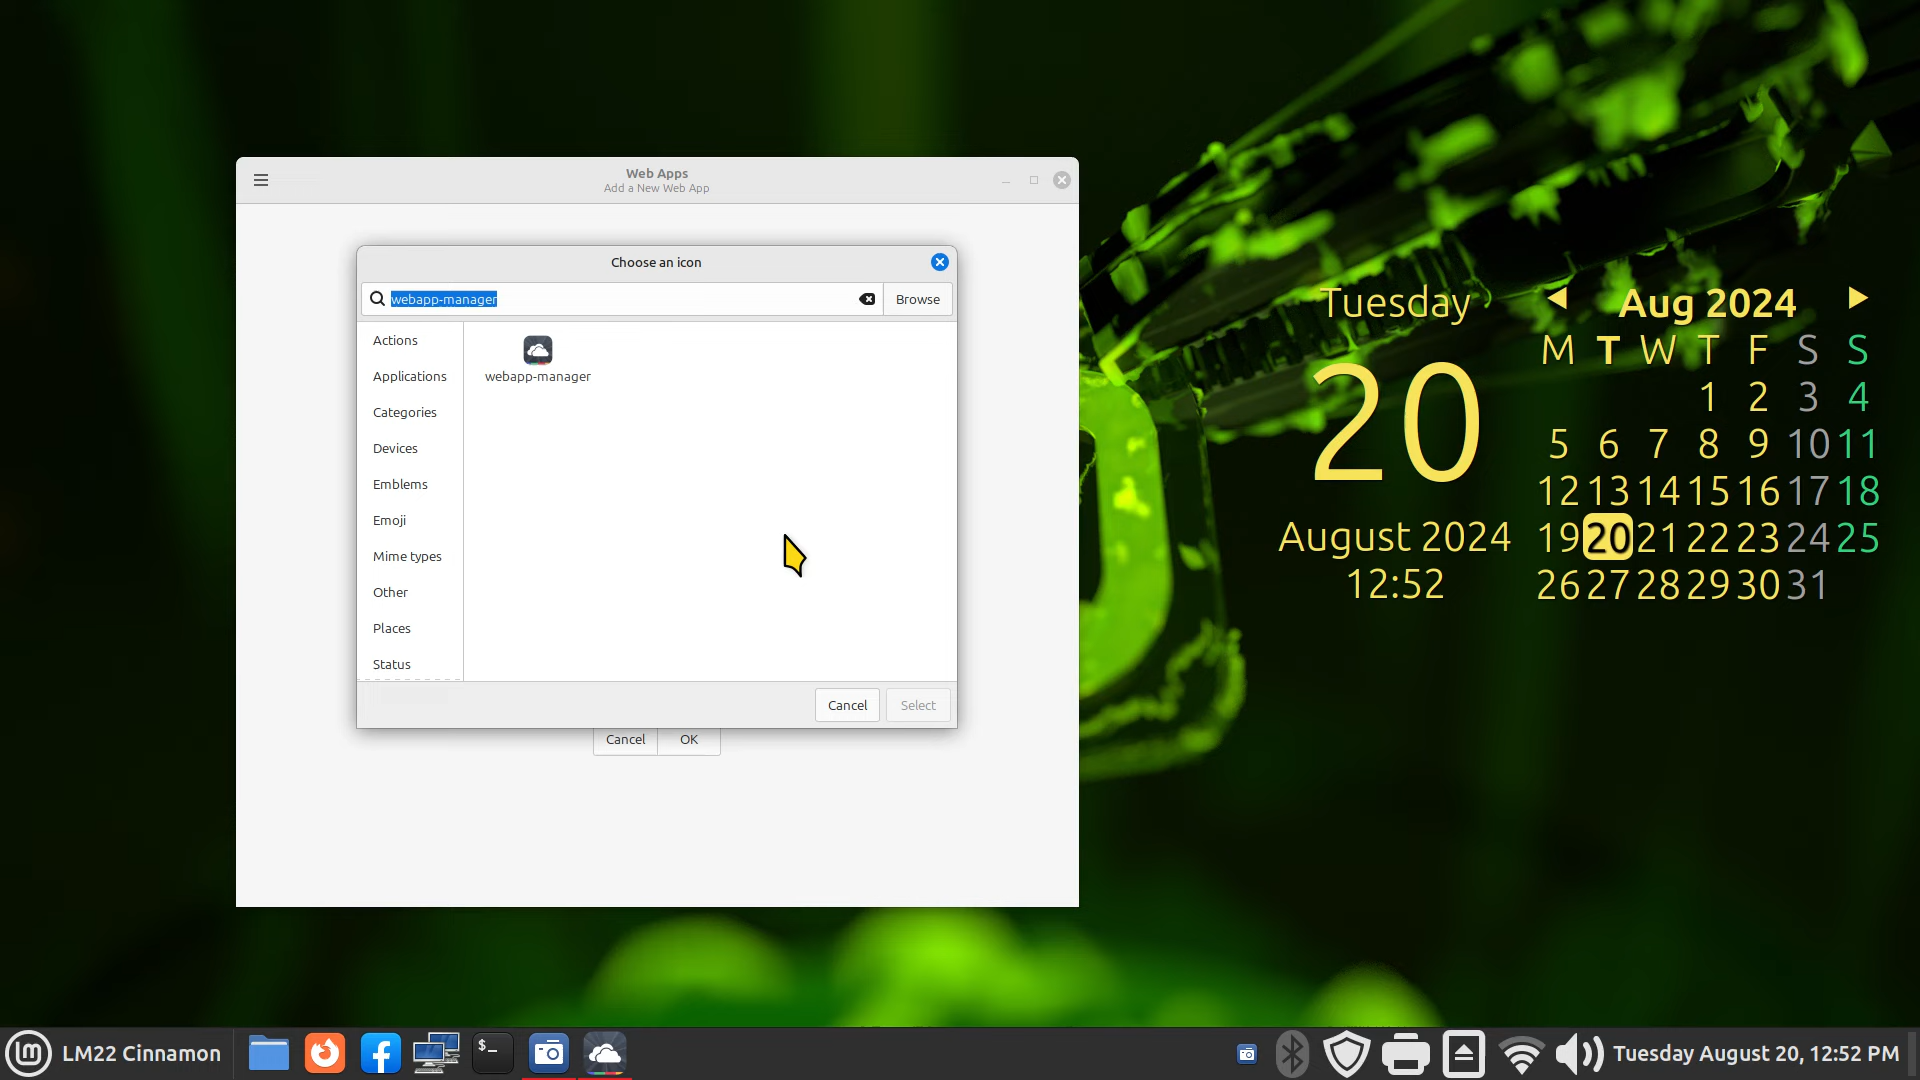 Web Apps
Add a New Web App
Choose an icon
webapp-manager
Browse
Actions
Applications
Categories
Devices
Emblems
Emoji
Mime types
Other
Places
Status
webapp-manager
Cancel
Select
Cancel
OK
Tuesday
20
August 2024
12:52
Aug 2024
M T W T F S S
1 2 3 4
5 6 7 8 9 10 11
12 13 14 15 16 17 18
19 20 21 22 23 24 25
26 27 28 29 30 31
LM22 Cinnamon
$_
Tuesday August 20, 12:52 PM